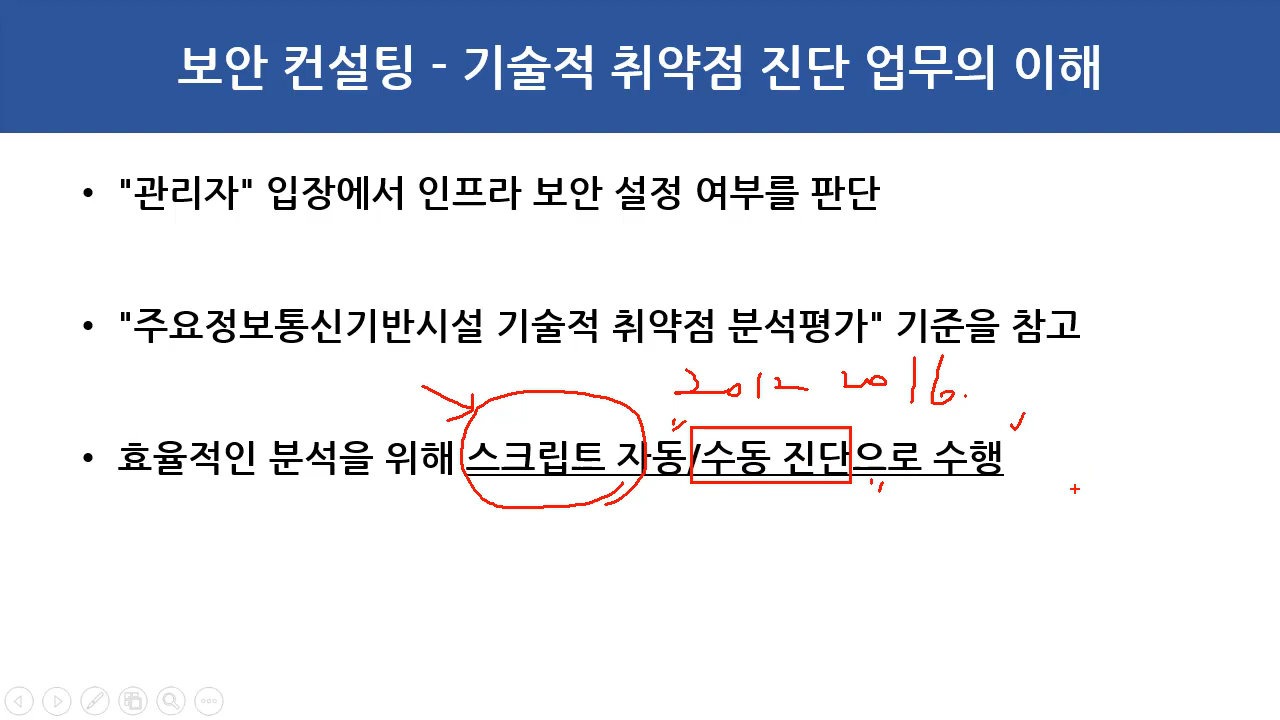 보안 컨설팅 - 기술적 취약점 진단 업무의 이해
• "관리자" 입장에서 인프라 보안 설정 여부를 판단
• "주요정보통신기반시설 기술적 취약점 분석평가" 기준을 참고
2012 2016.
• 효율적인 분석을 위해 스크립트 자동/수동 진단으로 수행